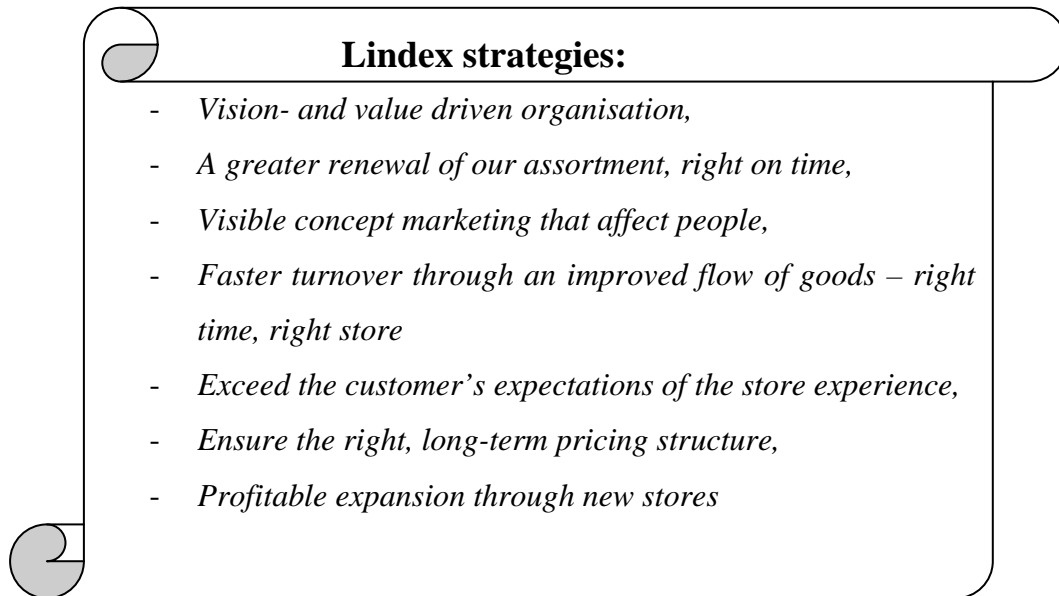 Lindex strategies:
- Vision- and value driven organisation,
- A greater renewal of our assortment, right on time,
- Visible concept marketing that affect people,
- Faster turnover through an improved flow of goods – right
time, right store
- Exceed the customer’s expectations of the store experience,
- Ensure the right, long-term pricing structure,
- Profitable expansion through new stores